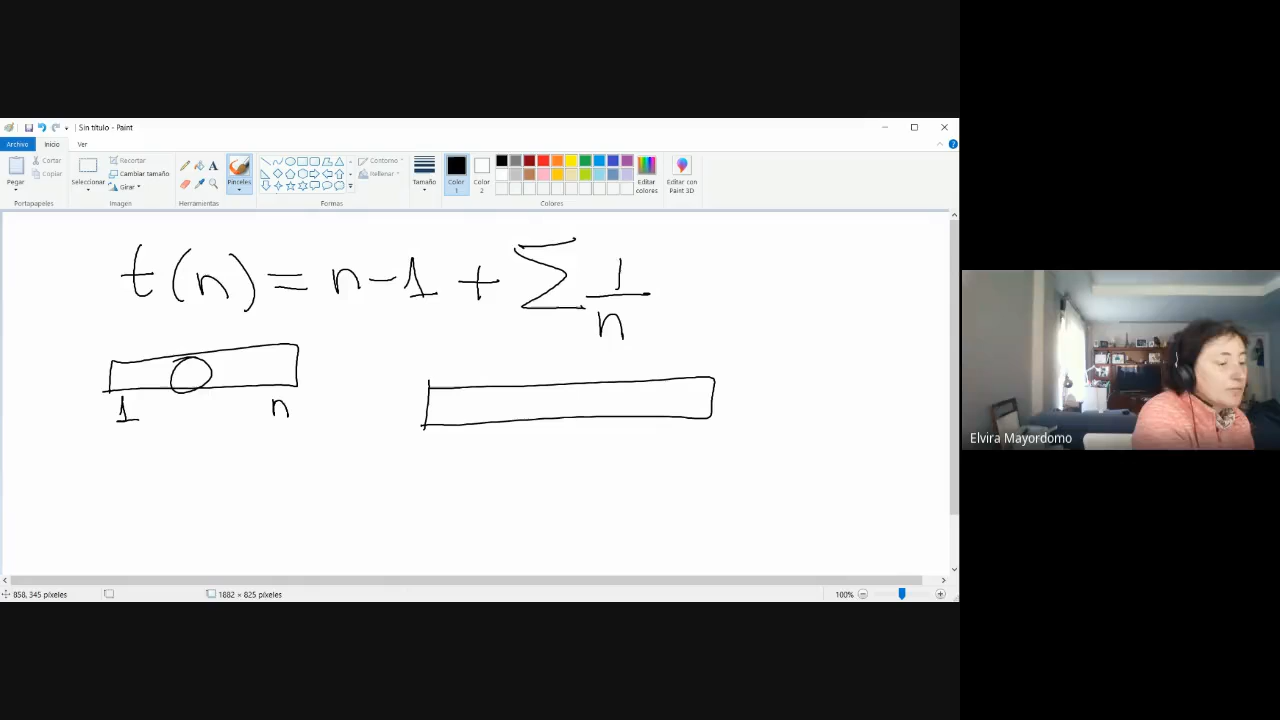 Sin título - Paint
Archivo Inicio Ver
Pegar
Cortar
Copiar
Portapapeles
Seleccionar
Recortar
Cambiar tamaño
Girar
Imagen
A
Herramientas
Pinceles
Contorno
Rellenar
Formas
Tamaño
Color 1
Color 2
Editar colores
Editar con Paint 3D
Colores
t(n) = n - 1 + ∑ 1/n
1 n
Elvira Mayordomo
858, 345 píxeles
1882 × 825 píxeles
100%